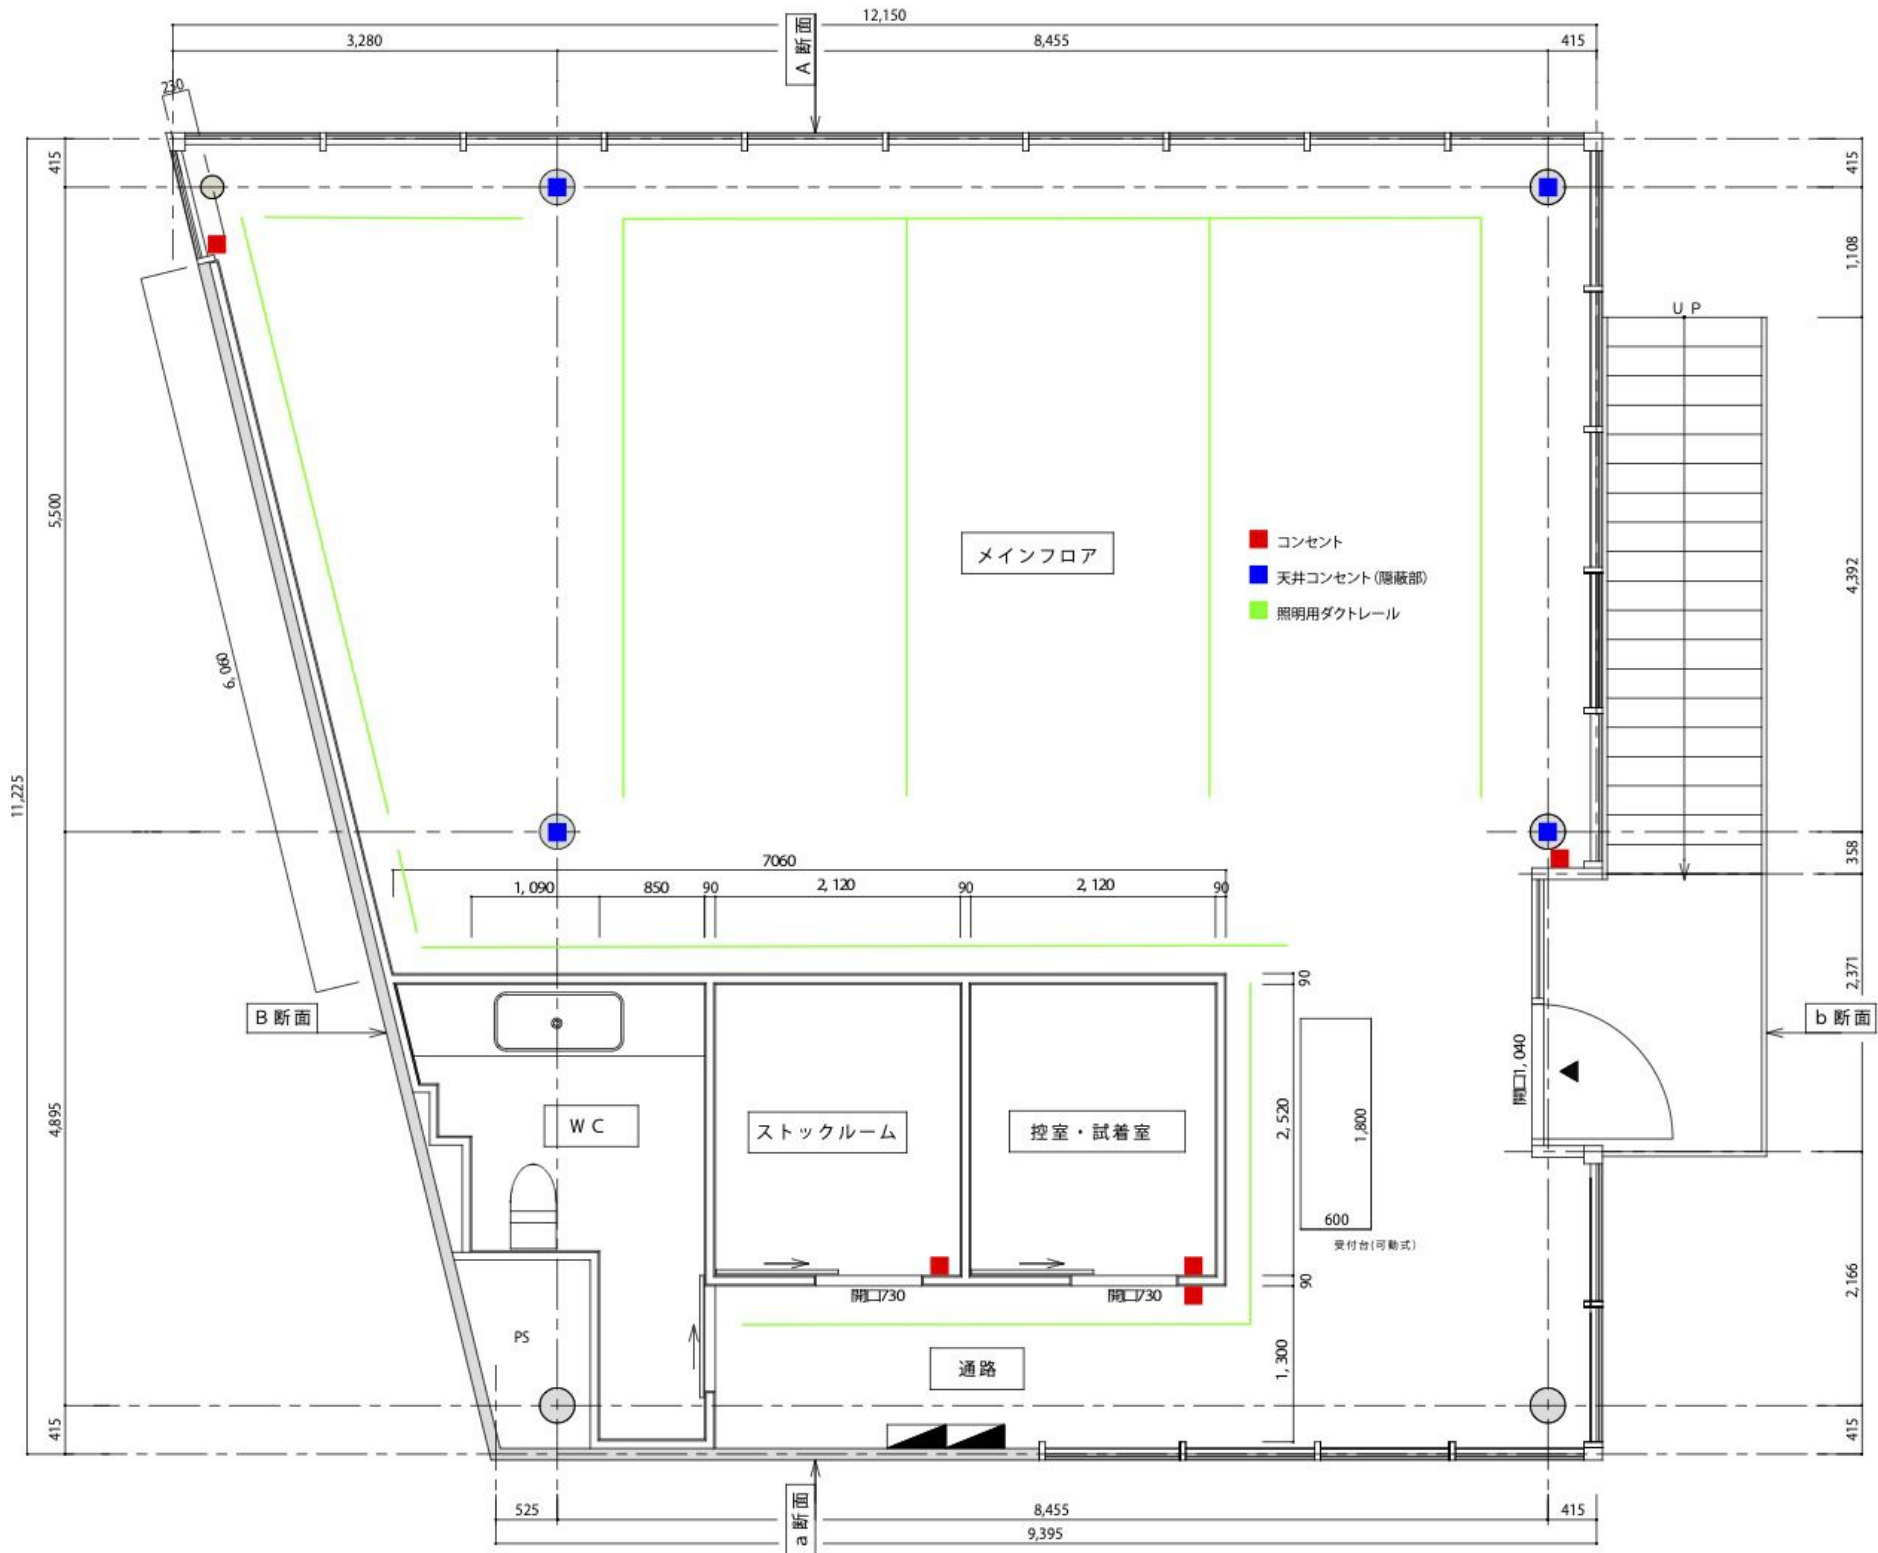 12,150
3,280
8,455
415
A 断面
230
415
415
1,108
UP
5,500
メインフロア
コンセント
天井コンセント(隠蔽部)
照明用ダクトレール
4,392
6,060
11,225
358
7060
1,090
850
90
2,120
90
2,120
90
2,371
90
B 断面
b 断面
開口1,040
4,895
WC
ストックルーム
控室・試着室
2,520
1,800
600
受付台(可動式)
開口730
開口730
90
2,166
PS
通路
1,300
415
415
a 断面
525
8,455
415
9,395